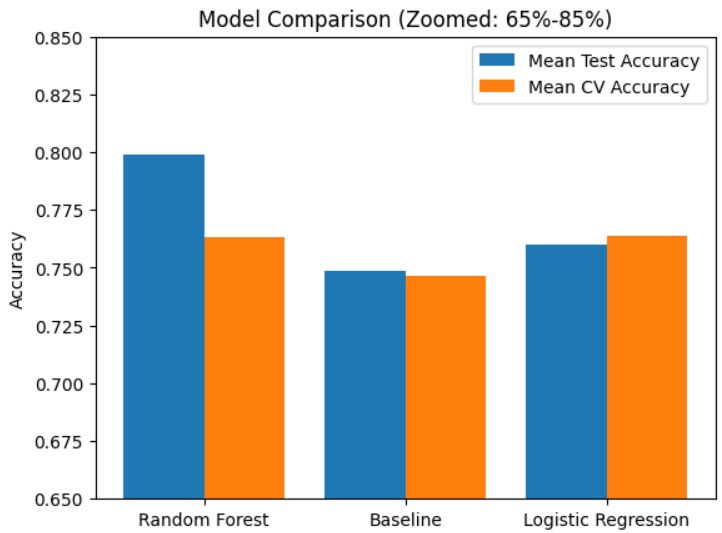 Model Comparison (Zoomed: 65%-85%)
Mean Test Accuracy
Mean CV Accuracy
Accuracy
0.850
0.825
0.800
0.775
0.750
0.725
0.700
0.675
0.650
Random Forest
Baseline
Logistic Regression